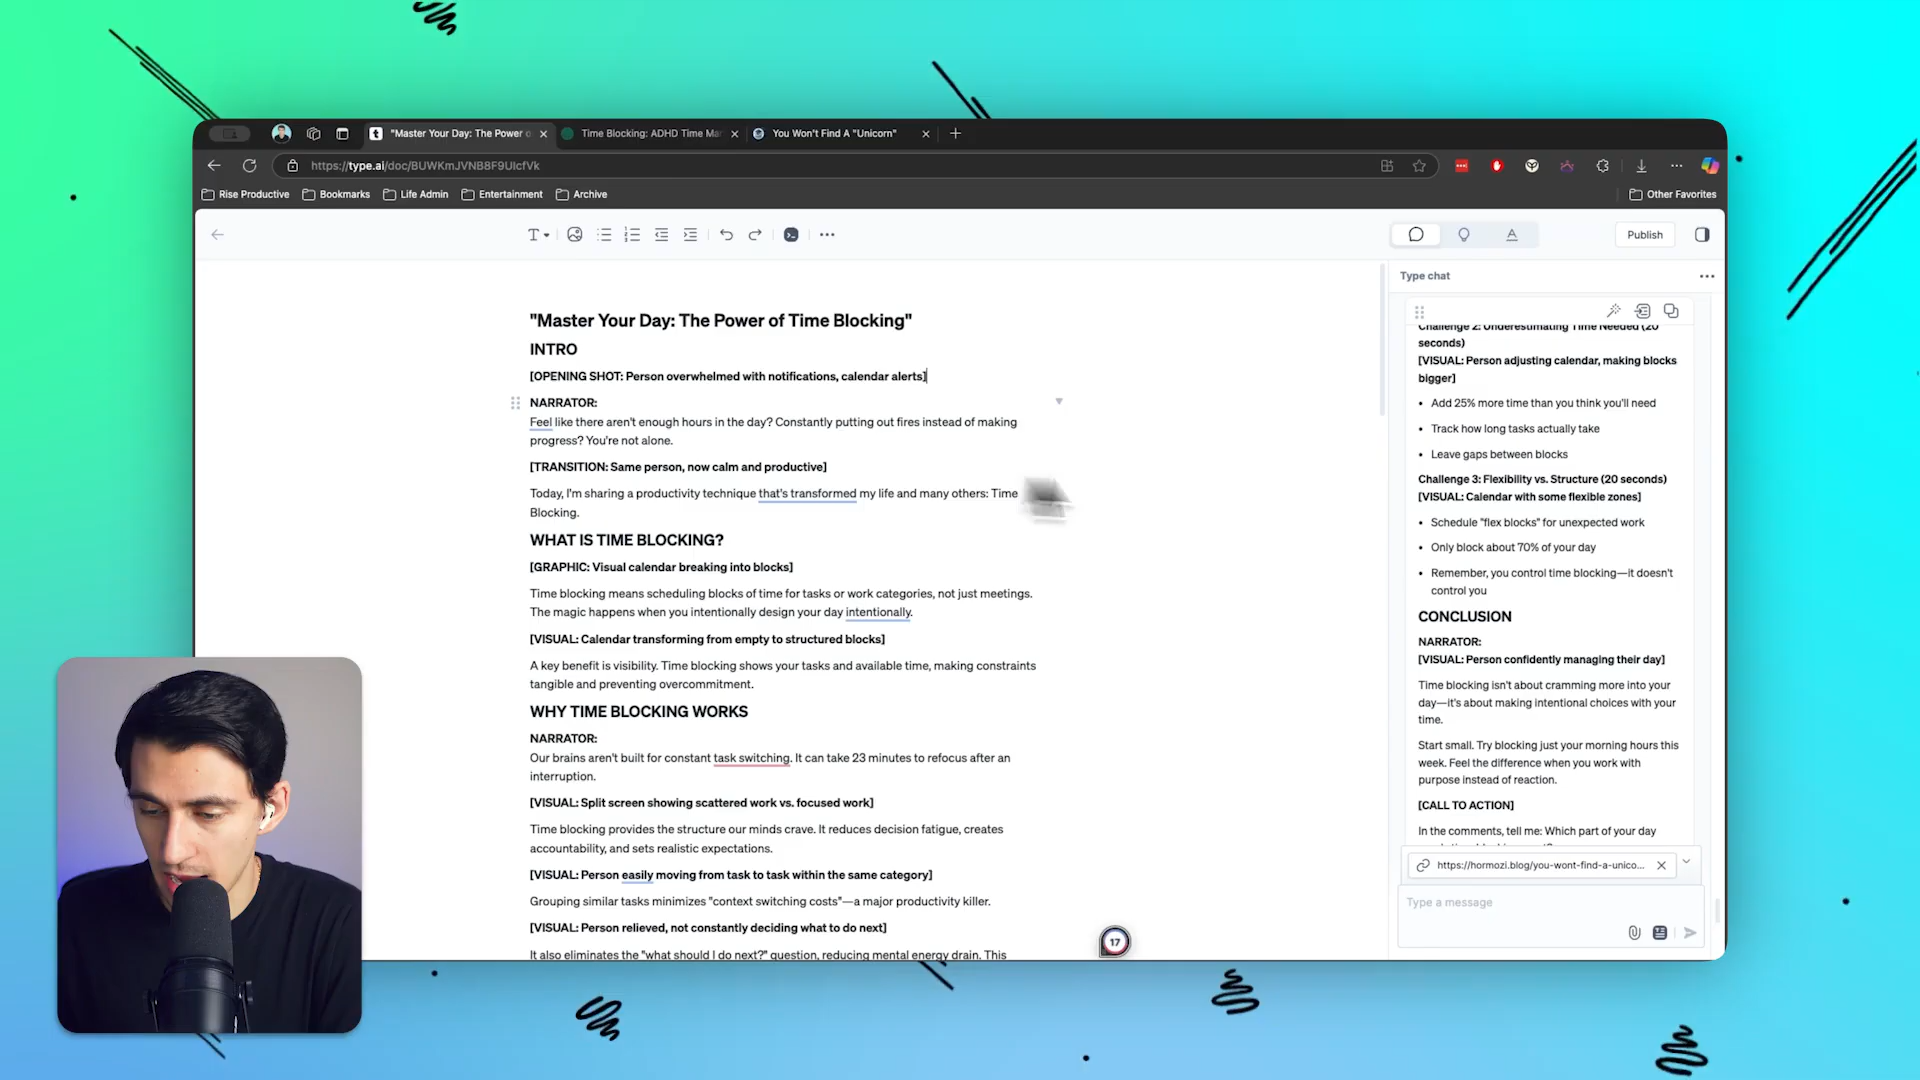 "Master Your Day: The Power o
Time Blocking: ADHD Time Mar
You Won't Find A "Unicorn"
https://type.ai/doc/BUWKmJVNB8F9UIcfVk
Rise Productive
Bookmarks
Life Admin
Entertainment
Archive
Other Favorites
T
Publish
"Master Your Day: The Power of Time Blocking"
INTRO
[OPENING SHOT: Person overwhelmed with notifications, calendar alerts]
NARRATOR:
Feel like there aren't enough hours in the day? Constantly putting out fires instead of making
progress? You're not alone.
[TRANSITION: Same person, now calm and productive]
Today, I'm sharing a productivity technique that's transformed my life and many others: Time
Blocking.
WHAT IS TIME BLOCKING?
[GRAPHIC: Visual calendar breaking into blocks]
Time blocking means scheduling blocks of time for tasks or work categories, not just meetings.
The magic happens when you intentionally design your day intentionally.
[VISUAL: Calendar transforming from empty to structured blocks]
A key benefit is visibility. Time blocking shows your tasks and available time, making constraints
tangible and preventing overcommitment.
WHY TIME BLOCKING WORKS
NARRATOR:
Our brains aren't built for constant task switching. It can take 23 minutes to refocus after an
interruption.
[VISUAL: Split screen showing scattered work vs. focused work]
Time blocking provides the structure our minds crave. It reduces decision fatigue, creates
accountability, and sets realistic expectations.
[VISUAL: Person easily moving from task to task within the same category]
Grouping similar tasks minimizes "context switching costs"—a major productivity killer.
[VISUAL: Person relieved, not constantly deciding what to do next]
It also eliminates the "what should I do next?" question, reducing mental energy drain. This
17
Type chat
Challenge 2: Underestimating Time Needed (20
seconds)
[VISUAL: Person adjusting calendar, making blocks
bigger]
• Add 25% more time than you think you'll need
• Track how long tasks actually take
• Leave gaps between blocks
Challenge 3: Flexibility vs. Structure (20 seconds)
[VISUAL: Calendar with some flexible zones]
• Schedule "flex blocks" for unexpected work
• Only block about 70% of your day
• Remember, you control time blocking—it doesn't
control you
CONCLUSION
NARRATOR:
[VISUAL: Person confidently managing their day]
Time blocking isn't about cramming more into your
day—it's about making intentional choices with your
time.
Start small. Try blocking just your morning hours this
week. Feel the difference when you work with
purpose instead of reaction.
[CALL TO ACTION]
In the comments, tell me: Which part of your day
https://hormozi.blog/you-wont-find-a-unico...
Type a message